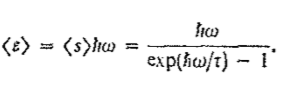 ⟨ε⟩ = ⟨s⟩ħω = ħω / (exp(ħω/τ) − 1).